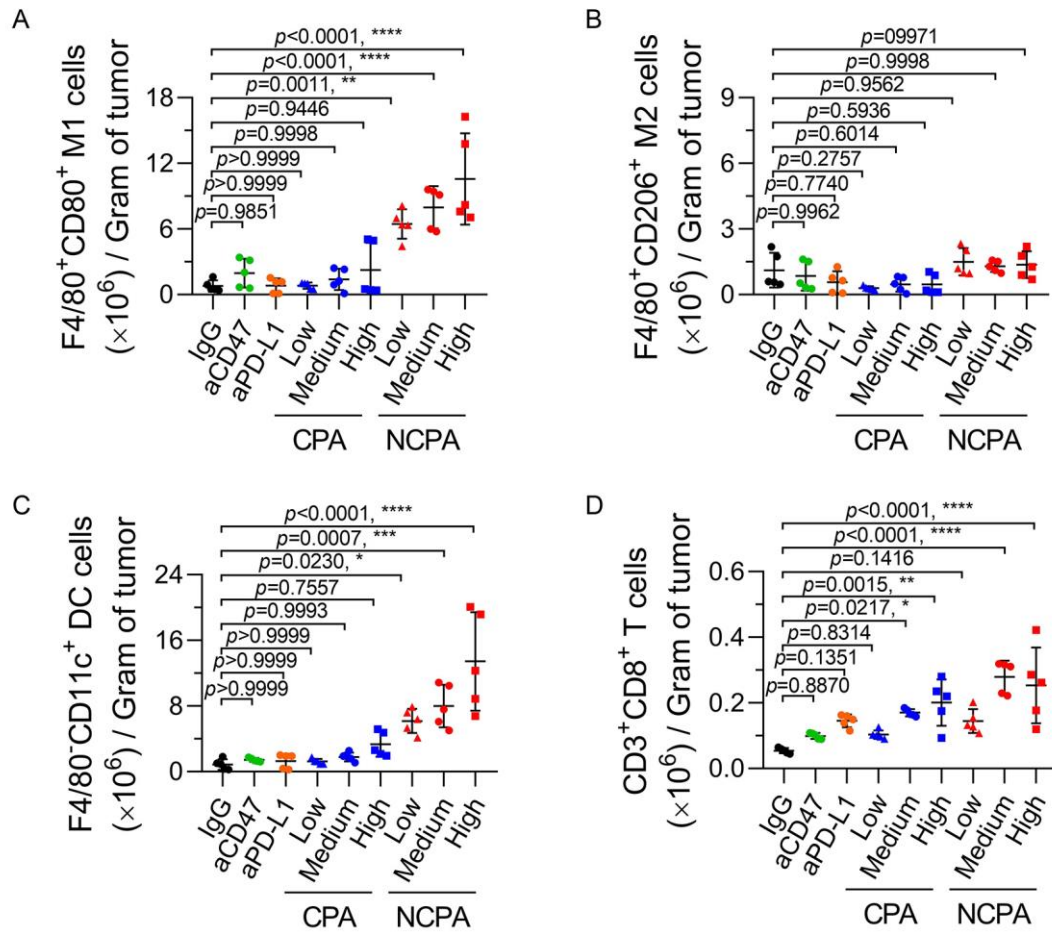 A
F4/80⁺CD80⁺ M1 cells
(×10⁶) / Gram of tumor
p<0.0001, ****
p<0.0001, ****
p=0.0011, **
p=0.9446
p=0.9998
p>0.9999
p>0.9999
p=0.9851
18
12
6
0
IgG
aCD47
aPD-L1
Low
Medium
High
Low
Medium
High
CPA
NCPA
B
F4/80⁺CD206⁺ M2 cells
(×10⁶) / Gram of tumor
p=09971
p=0.9998
p=0.9562
p=0.5936
p=0.6014
p=0.2757
p=0.7740
p=0.9962
9
6
3
0
IgG
aCD47
aPD-L1
Low
Medium
High
Low
Medium
High
CPA
NCPA
C
F4/80⁻CD11c⁺ DC cells
(×10⁶) / Gram of tumor
p<0.0001, ****
p=0.0007, ***
p=0.0230, *
p=0.7557
p=0.9993
p>0.9999
p>0.9999
p>0.9999
24
16
8
0
IgG
aCD47
aPD-L1
Low
Medium
High
Low
Medium
High
CPA
NCPA
D
CD3⁺CD8⁺ T cells
(×10⁶) / Gram of tumor
p<0.0001, ****
p<0.0001, ****
p=0.1416
p=0.0015, **
p=0.0217, *
p=0.8314
p=0.1351
p=0.8870
0.6
0.4
0.2
0.0
IgG
aCD47
aPD-L1
Low
Medium
High
Low
Medium
High
CPA
NCPA